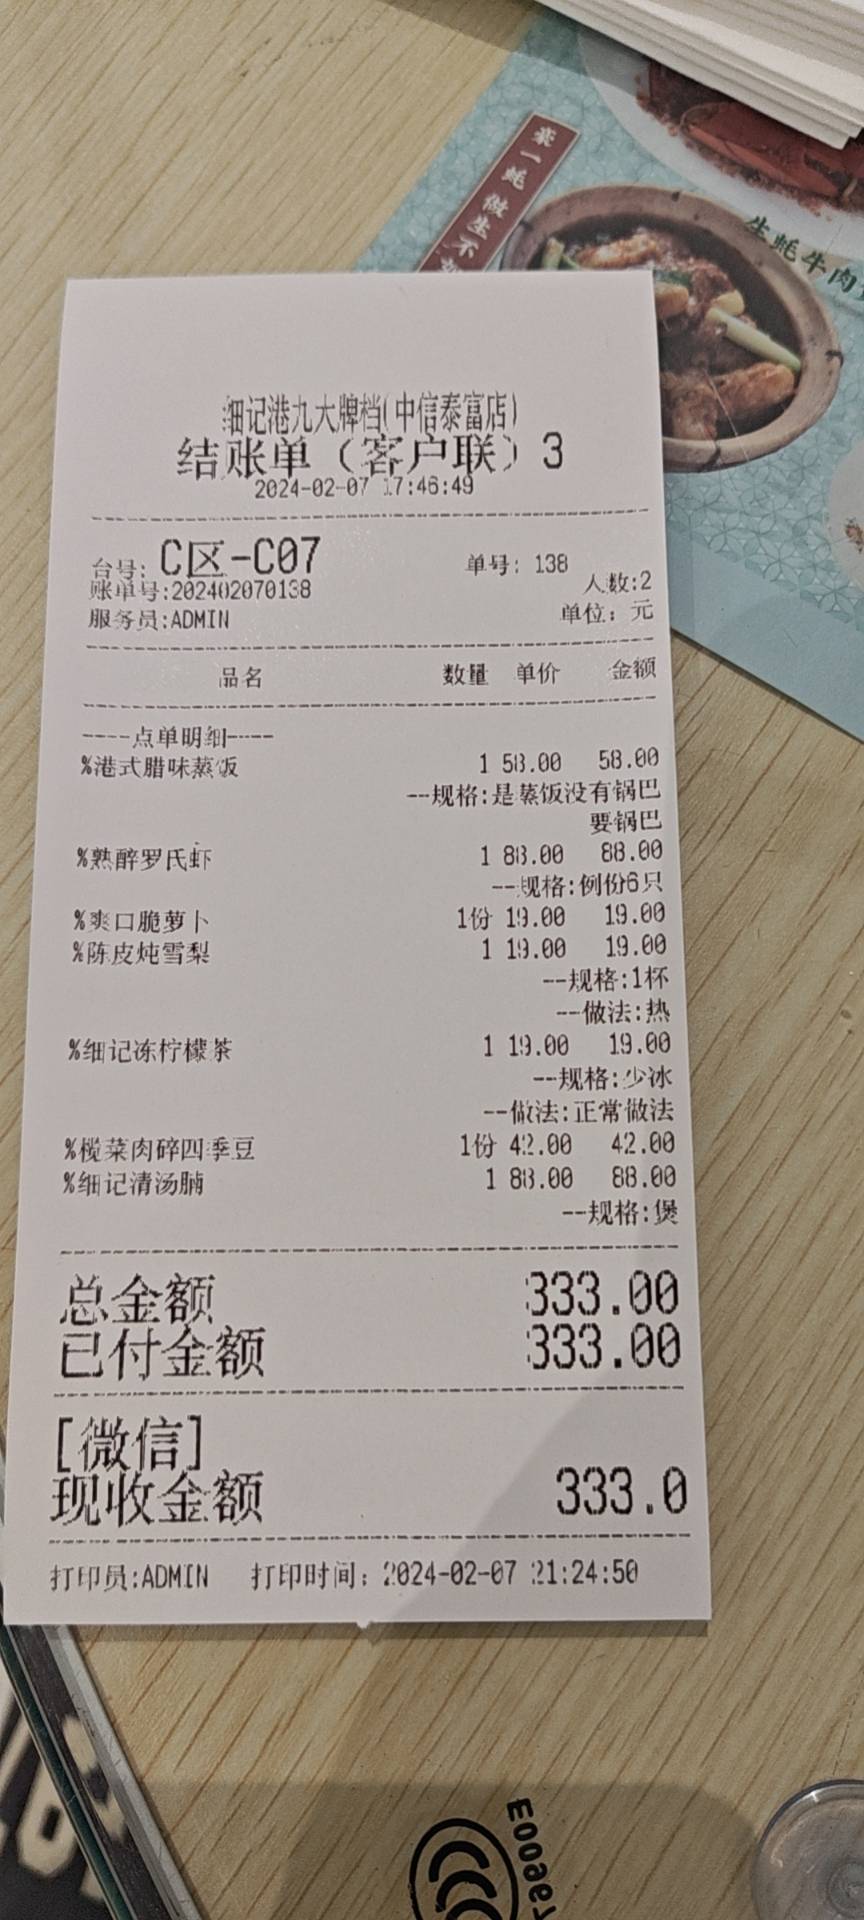 豪一蚝 做生不
生蚝牛肉
细记港九大牌档(中信泰富店)
结账单（客户联）3
2024-02-07 17:46:49
台号: C区-C07 单号: 138
账单号:202402070138 人数:2
服务员:ADMIN 单位: 元
品名 数量 单价 金额
----点单明细----
%港式腊味蒸饭 1 58.00 58.00
--规格:是蒸饭没有锅巴
要锅巴
%熟醉罗氏虾 1 88.00 88.00
--规格:例份6只
%爽口脆萝卜 1份 19.00 19.00
%陈皮炖雪梨 1 19.00 19.00
--规格:1杯
--做法:热
%细记冻柠檬茶 1 19.00 19.00
--规格:少冰
--做法:正常做法
%榄菜肉碎四季豆 1份 42.00 42.00
%细记清汤腩 1 88.00 88.00
--规格:煲
总金额 333.00
已付金额 333.00
[微信]
现收金额 333.0
打印员:ADMIN 打印时间: 2024-02-07 21:24:50